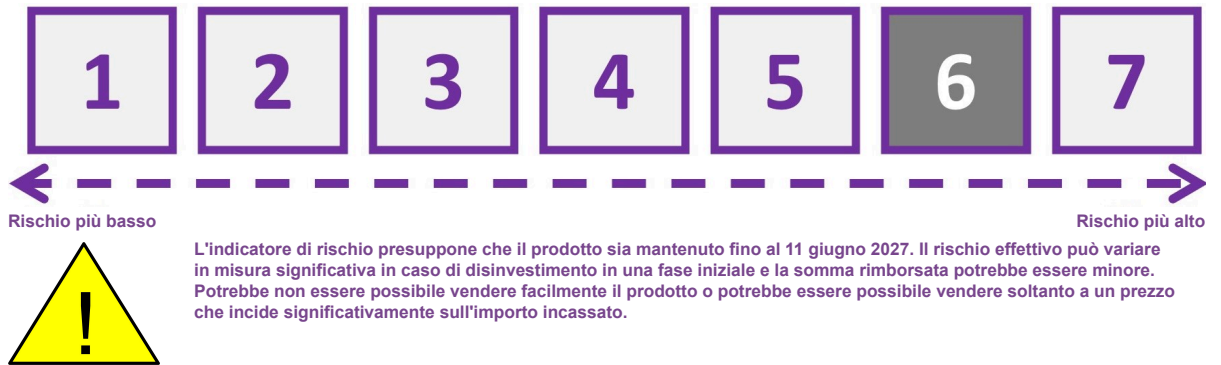 1 2 3 4 5 6 7
Rischio più basso Rischio più alto
L'indicatore di rischio presuppone che il prodotto sia mantenuto fino al 11 giugno 2027. Il rischio effettivo può variare
in misura significativa in caso di disinvestimento in una fase iniziale e la somma rimborsata potrebbe essere minore.
Potrebbe non essere possibile vendere facilmente il prodotto o potrebbe essere possibile vendere soltanto a un prezzo
che incide significativamente sull'importo incassato.
!